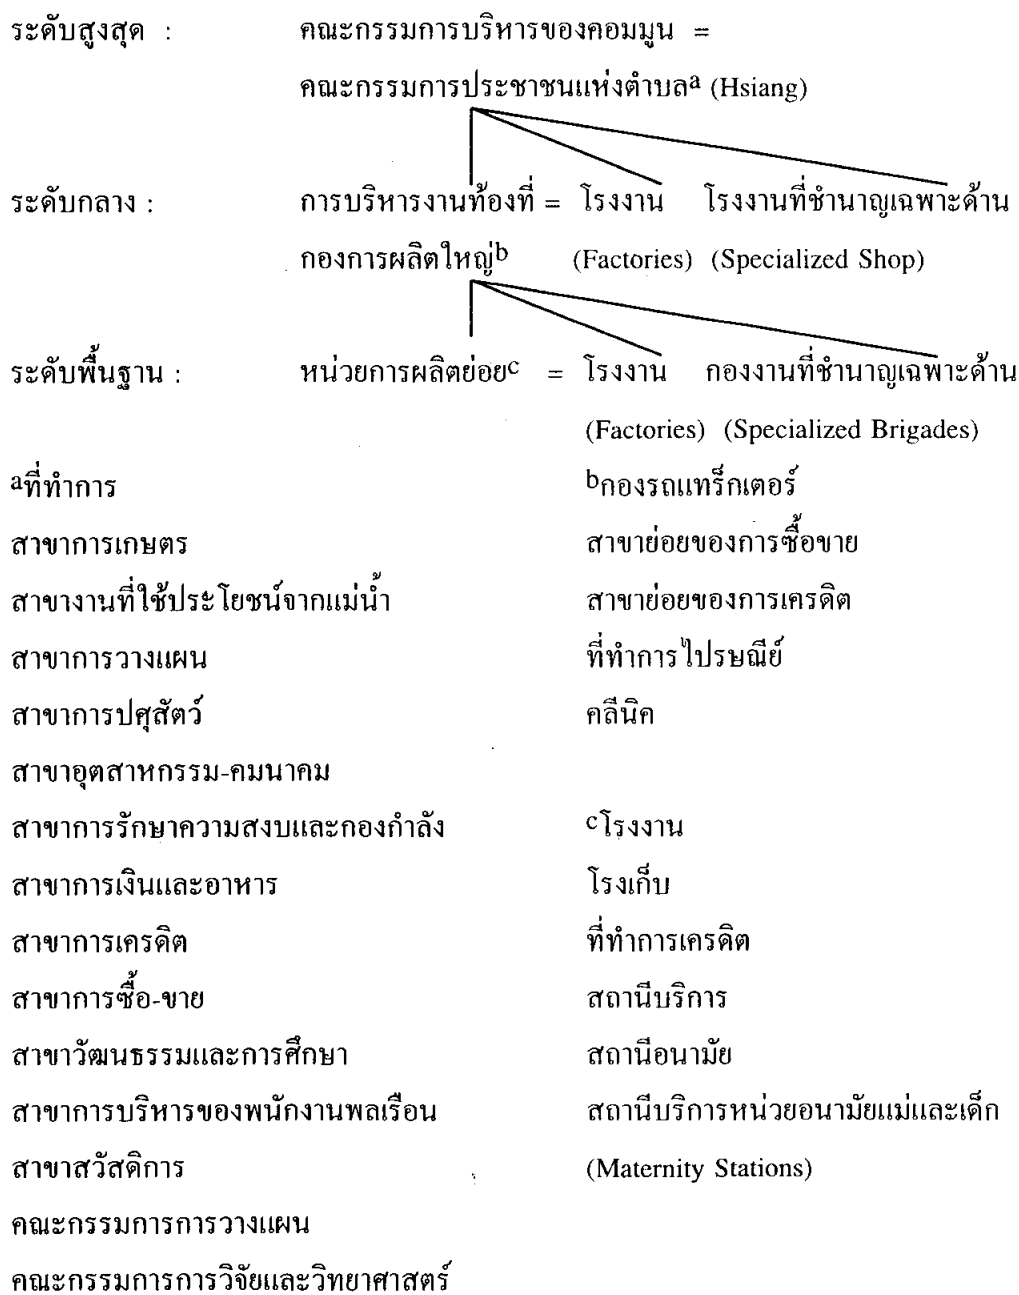 ระดับสูงสุด : คณะกรรมการบริหารของคอมมูน =
คณะกรรมการประชาชนแห่งตำบลa (Hsiang)
ระดับกลาง : การบริหารงานท้องที่ = โรงงาน โรงงานที่ชำนาญเฉพาะด้าน
กองการผลิตใหญ่b (Factories) (Specialized Shop)
ระดับพื้นฐาน : หน่วยการผลิตย่อยc = โรงงาน กองงานที่ชำนาญเฉพาะด้าน
(Factories) (Specialized Brigades)
aที่ทำการ bกองรถแทร็กเตอร์
สาขาการเกษตร สาขาย่อยของการซื้อขาย
สาขางานที่ใช้ประโยชน์จากแม่น้ำ สาขาย่อยของการเครดิต
สาขาการวางแผน ที่ทำการไปรษณีย์
สาขาการปศุสัตว์ คลีนิค
สาขาอุตสาหกรรม-คมนาคม
สาขาการรักษาความสงบและกองกำลัง cโรงงาน
สาขาการเงินและอาหาร โรงเก็บ
สาขาการเครดิต ที่ทำการเครดิต
สาขาการซื้อ-ขาย สถานีบริการ
สาขาวัฒนธรรมและการศึกษา สถานีอนามัย
สาขาการบริหารของพนักงานพลเรือน สถานีบริการหน่วยอนามัยแม่และเด็ก
สาขาสวัสดิการ (Maternity Stations)
คณะกรรมการการวางแผน
คณะกรรมการการวิจัยและวิทยาศาสตร์